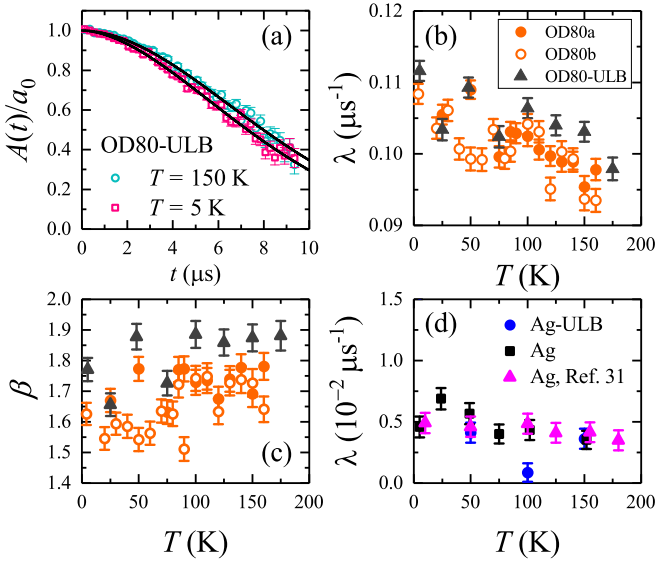 (a)
A(t)/a₀
1.0
0.8
0.6
0.4
0.2
0.0
OD80-ULB
T = 150 K
T = 5 K
0 2 4 6 8 10
t (μs)
(b)
λ (μs⁻¹)
0.12
0.11
0.10
0.09
OD80a
OD80b
OD80-ULB
0 50 100 150 200
T (K)
β
2.0
1.9
1.8
1.7
1.6
1.5
1.4
(c)
0 50 100 150 200
T (K)
(d)
λ (10⁻² μs⁻¹)
1.5
1.0
0.5
0.0
Ag-ULB
Ag
Ag, Ref. 31
0 50 100 150 200
T (K)